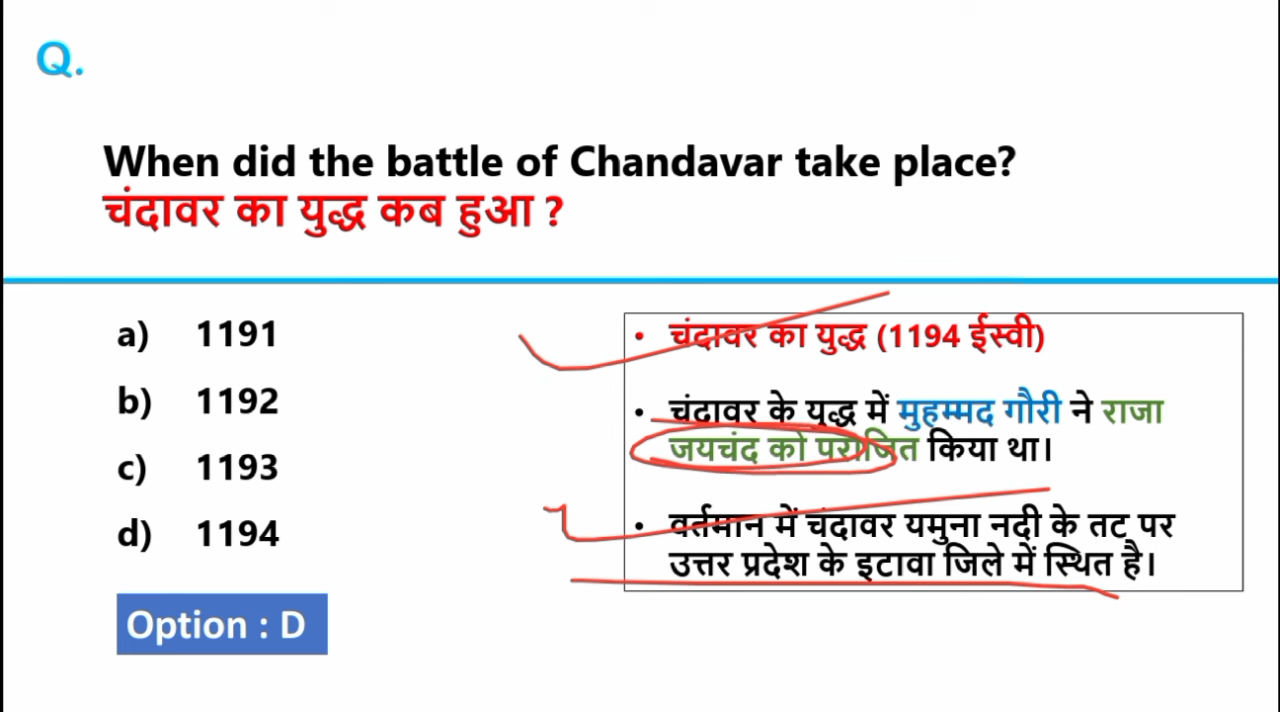 Q.
When did the battle of Chandavar take place?
चंदावर का युद्ध कब हुआ ?
a) 1191
b) 1192
c) 1193
d) 1194
Option : D
• चंदावर का युद्ध (1194 ईस्वी)
• चंदावर के युद्ध में मुहम्मद गौरी ने राजा
जयचंद को पराजित किया था।
• वर्तमान में चंदावर यमुना नदी के तट पर
उत्तर प्रदेश के इटावा जिले में स्थित है।